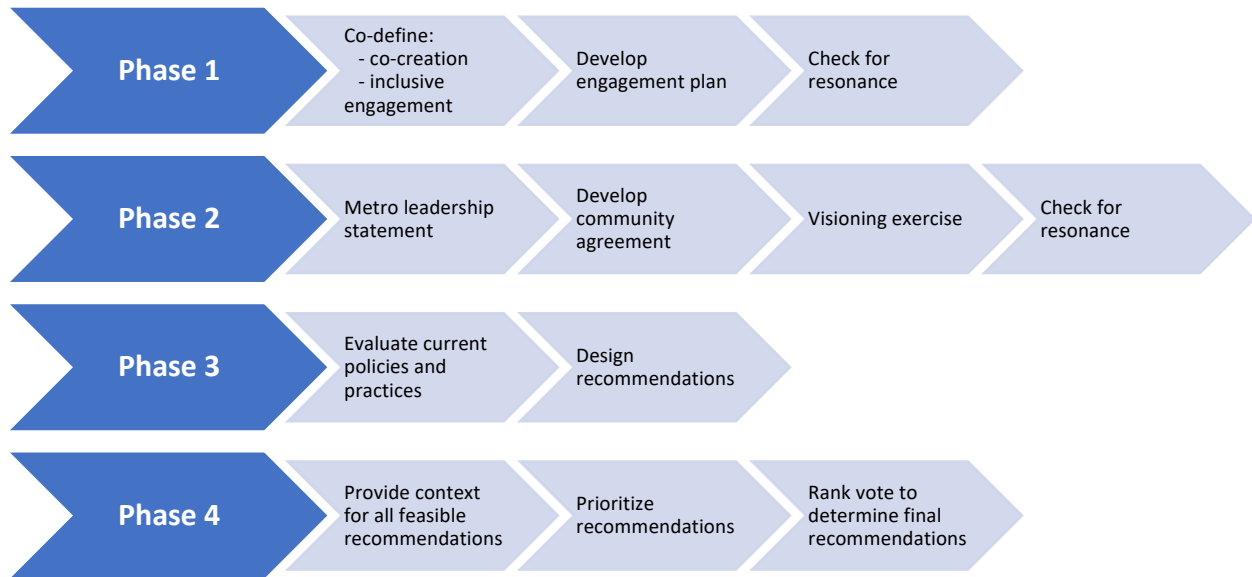 Phase 1
Co-define:
- co-creation
- inclusive
engagement
Develop
engagement plan
Check for
resonance
Phase 2
Metro leadership
statement
Develop
community
agreement
Visioning exercise
Check for
resonance
Phase 3
Evaluate current
policies and
practices
Design
recommendations
Phase 4
Provide context
for all feasible
recommendations
Prioritize
recommendations
Rank vote to
determine final
recommendations